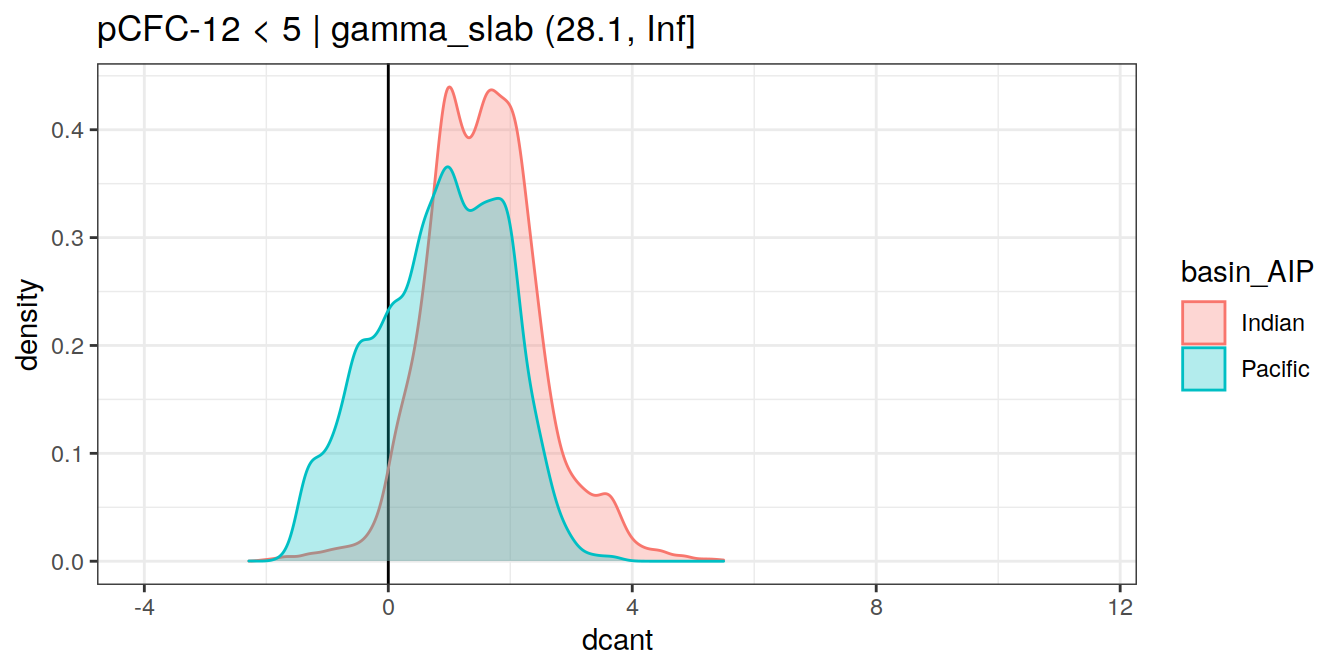 pCFC-12 < 5 | gamma_slab (28.1, Inf]
density
0.4
0.3
0.2
0.1
0.0
-4 0 4 8 12
dcant
basin_AIP
Indian
Pacific